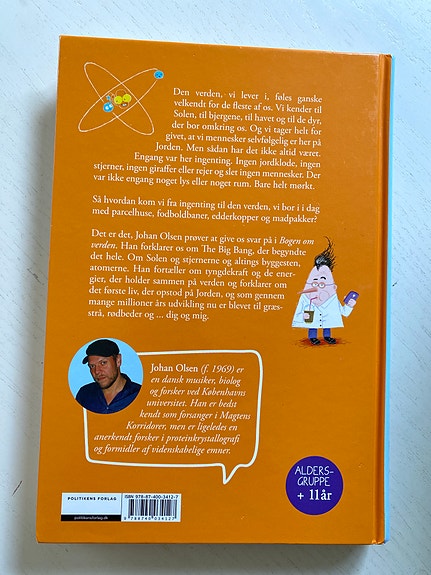 Den verden, vi lever i, føles ganske
velkendt for de fleste af os. Vi kender til
Solen, til bjergene, til havet og til de dyr,
der bor omkring os. Og vi tager helt for
givet, at vi mennesker selvfølgelig er her på
Jorden. Men sådan har det ikke altid været.
Engang var her ingenting. Ingen jordklode, ingen
stjerner, ingen giraffer eller rejer og slet ingen mennesker. Der
var ikke engang noget lys eller noget rum. Bare helt mørkt.
Så hvordan kom vi fra ingenting til den verden, vi bor i i dag
med parcelhuse, fodboldbaner, edderkopper og madpakker?
Det er det, Johan Olsen prøver at give os svar på i Bogen om
verden. Han forklarer os om The Big Bang, der begyndte
det hele. Om Solen og stjernerne og altings byggesten,
atomerne. Han fortæller om tyngdekraft og de ener-
gier, der holder sammen på verden og forklarer om
det første liv, der opstod på Jorden, og som gennem
mange millioner års udvikling nu er blevet til græs-
strå, rødbeder og ... dig og mig.
Johan Olsen (f. 1969) er
en dansk musiker, biolog
og forsker ved Københavns
universitet. Han er bedst
kendt som forsanger i Magtens
Korridorer, men er ligeledes en
anerkendt forsker i proteinkrystallografi
og formidler af videnskabelige emner.
ALDERS-
GRUPPE
+ 11 år
POLITIKENS FORLAG
politikensforlag.dk
ISBN 978-87-400-3412-7
9 788740 034127